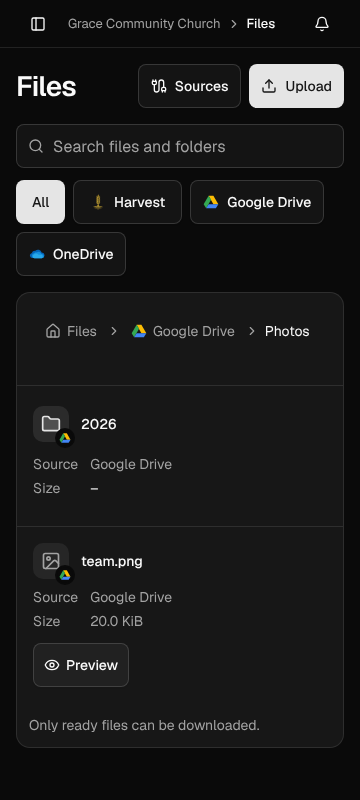 Grace Community Church > Files
Files
Sources
Upload
Search files and folders
All
Harvest
Google Drive
OneDrive
Files > Google Drive > Photos
2026
Source Google Drive
Size –
team.png
Source Google Drive
Size 20.0 KiB
Preview
Only ready files can be downloaded.